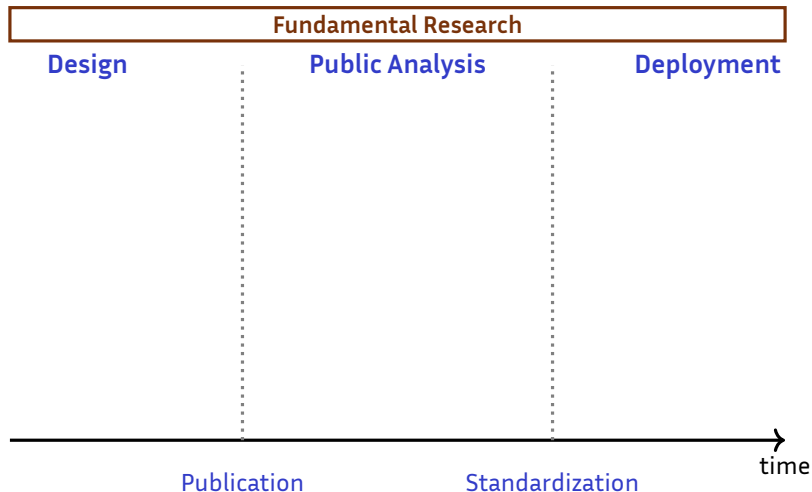 Fundamental Research
Design Public Analysis Deployment
time
Publication Standardization